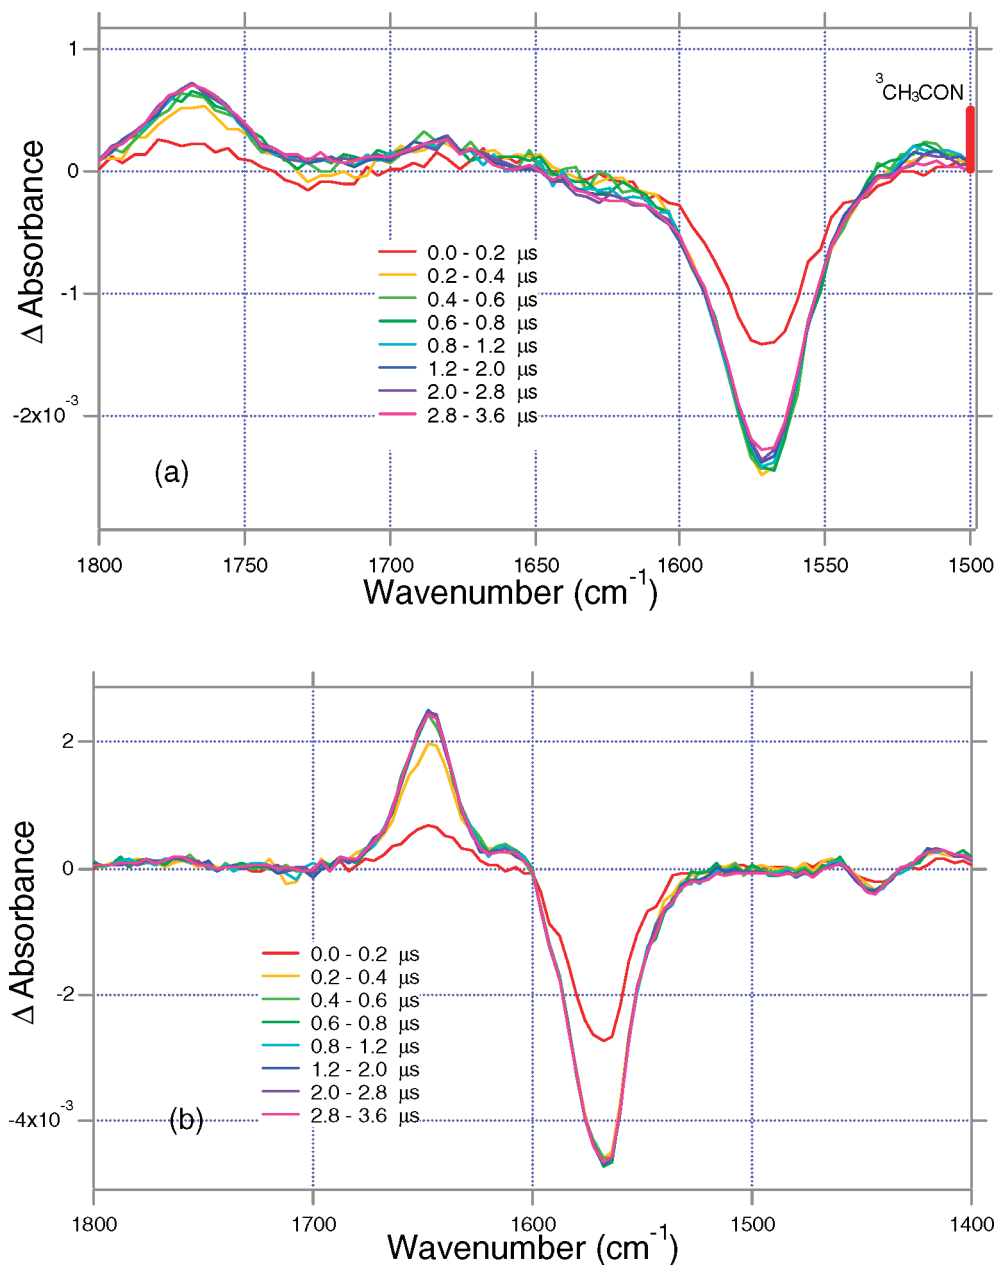 1
0
-1
-2x10⁻³
Δ Absorbance
³CH₃CON
0.0 - 0.2 μs
0.2 - 0.4 μs
0.4 - 0.6 μs
0.6 - 0.8 μs
0.8 - 1.2 μs
1.2 - 2.0 μs
2.0 - 2.8 μs
2.8 - 3.6 μs
(a)
1800 1750 1700 1650 1600 1550 1500
Wavenumber (cm⁻¹)
2
0
-2
-4x10⁻³
Δ Absorbance
0.0 - 0.2 μs
0.2 - 0.4 μs
0.4 - 0.6 μs
0.6 - 0.8 μs
0.8 - 1.2 μs
1.2 - 2.0 μs
2.0 - 2.8 μs
2.8 - 3.6 μs
(b)
1800 1700 1600 1500 1400
Wavenumber (cm⁻¹)